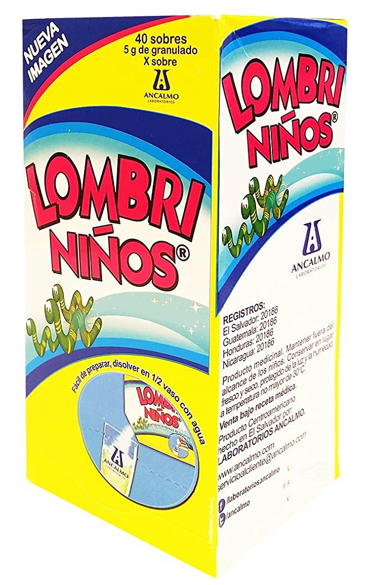 NUEVA
IMAGEN
40 sobres
5 g de granulado
X sobre
ANCALMO
LABORATORIOS
LOMBRI
NIÑOS®
Fácil de preparar, disolver en 1/2 vaso con agua
LOMBRI
NIÑOS
ANCALMO
LOMBRI
NIÑOS®
ANCALMO
LABORATORIOS
REGISTROS:
El Salvador: 20186
Guatemala: 20186
Honduras: 20186
Nicaragua: 20186
Producto medicinal. Mantener fuera del
alcance de los niños. Conservar en lugar
fresco y seco, protegido de la luz y la humedad
a temperatura no mayor de 30°C.
Venta bajo receta médica.
Producto Centroamericano
hecho en El Salvador por:
LABORATORIOS ANCALMO.
www.ancalmo.com
servicioalcliente@ancalmo.com
/laboratoriosancalmo
/ancalmo